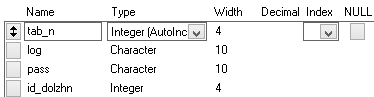 Name Type Width Decimal Index NULL
tab_n Integer (AutoInc 4
log Character 10
pass Character 10
id_dolzhn Integer 4